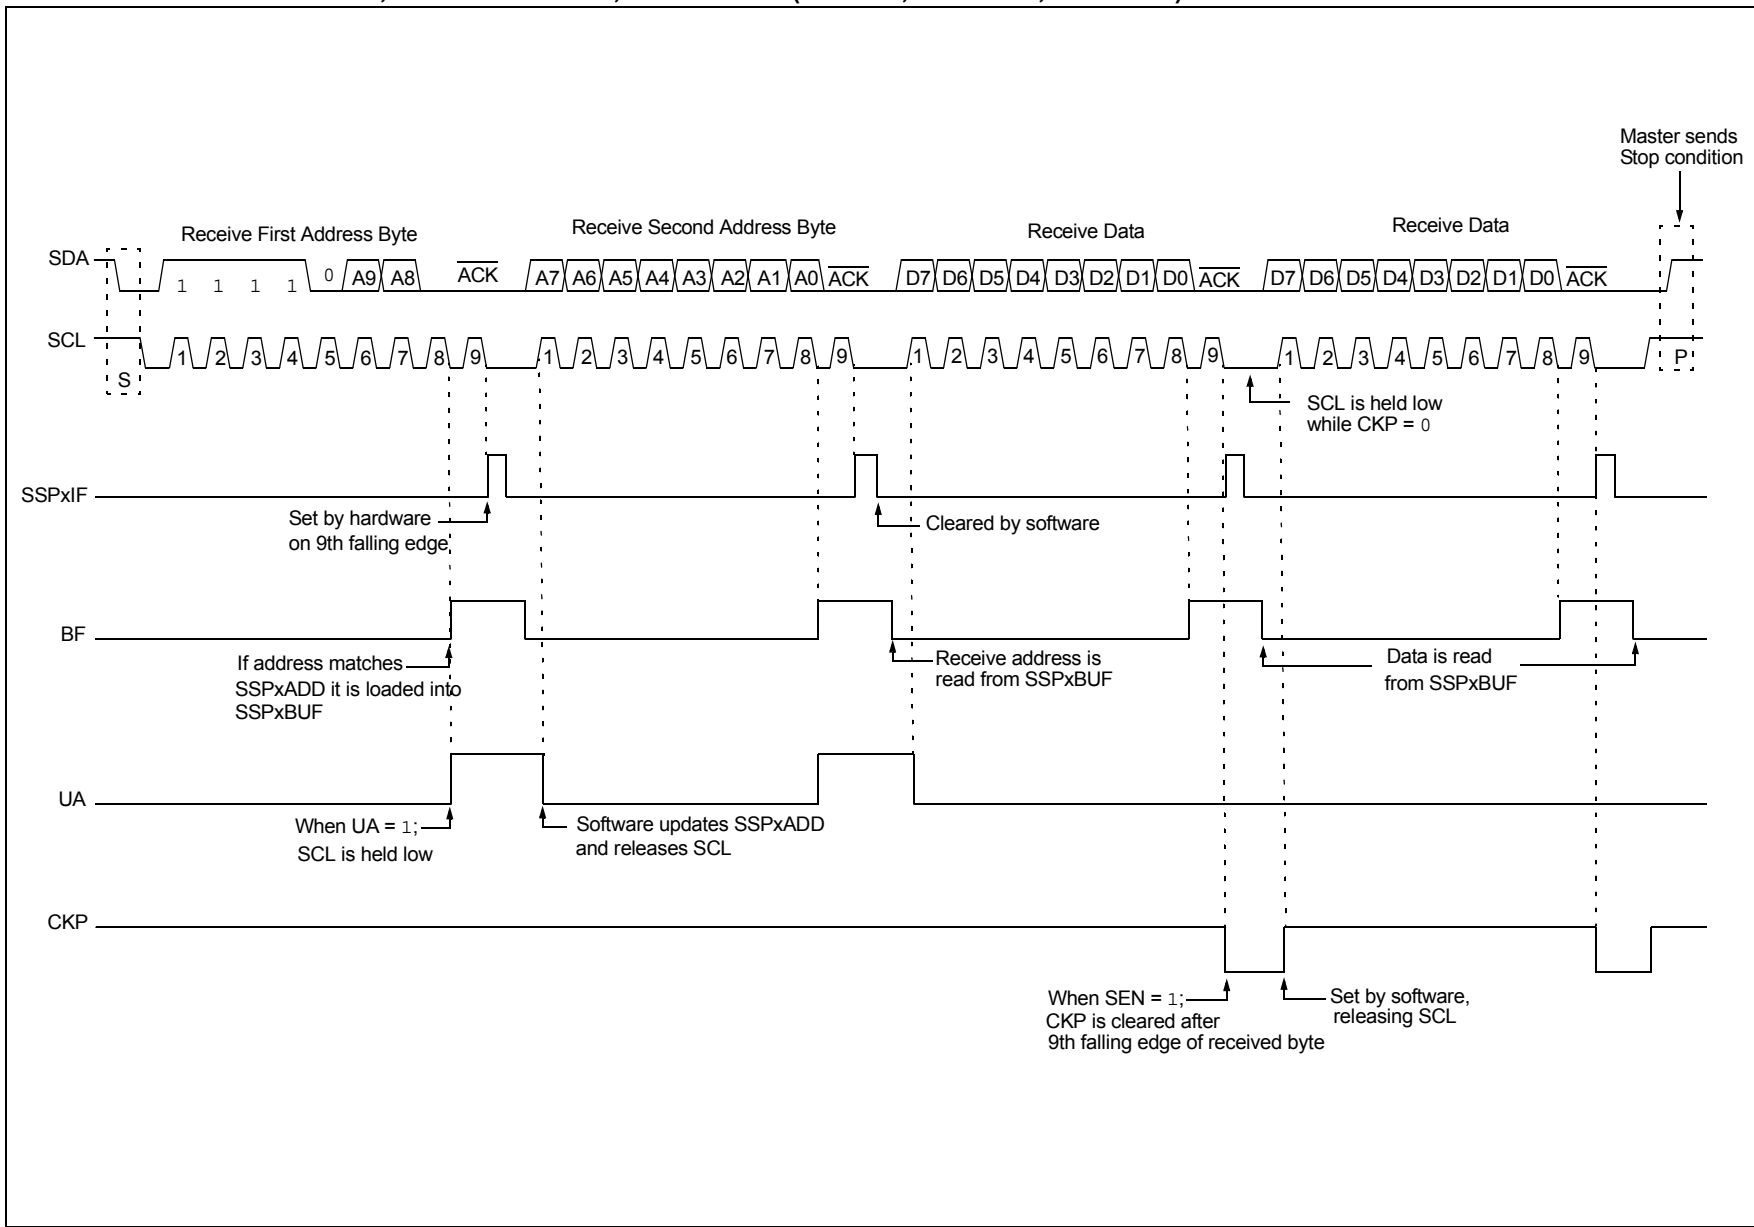 Master sends
Stop condition
Receive First Address Byte
Receive Second Address Byte
Receive Data
Receive Data
SDA
1 1 1 1 0 A9 A8 ACK A7 A6 A5 A4 A3 A2 A1 A0 ACK D7 D6 D5 D4 D3 D2 D1 D0 ACK D7 D6 D5 D4 D3 D2 D1 D0 ACK
SCL
S 1 2 3 4 5 6 7 8 9 1 2 3 4 5 6 7 8 9 1 2 3 4 5 6 7 8 9 1 2 3 4 5 6 7 8 9 P
SCL is held low
while CKP = 0
SSPxIF
Set by hardware
on 9th falling edge
Cleared by software
BF
If address matches
SSPxADD it is loaded into
SSPxBUF
Receive address is
read from SSPxBUF
Data is read
from SSPxBUF
UA
When UA = 1;
SCL is held low
Software updates SSPxADD
and releases SCL
CKP
When SEN = 1;
CKP is cleared after
9th falling edge of received byte
Set by software,
releasing SCL